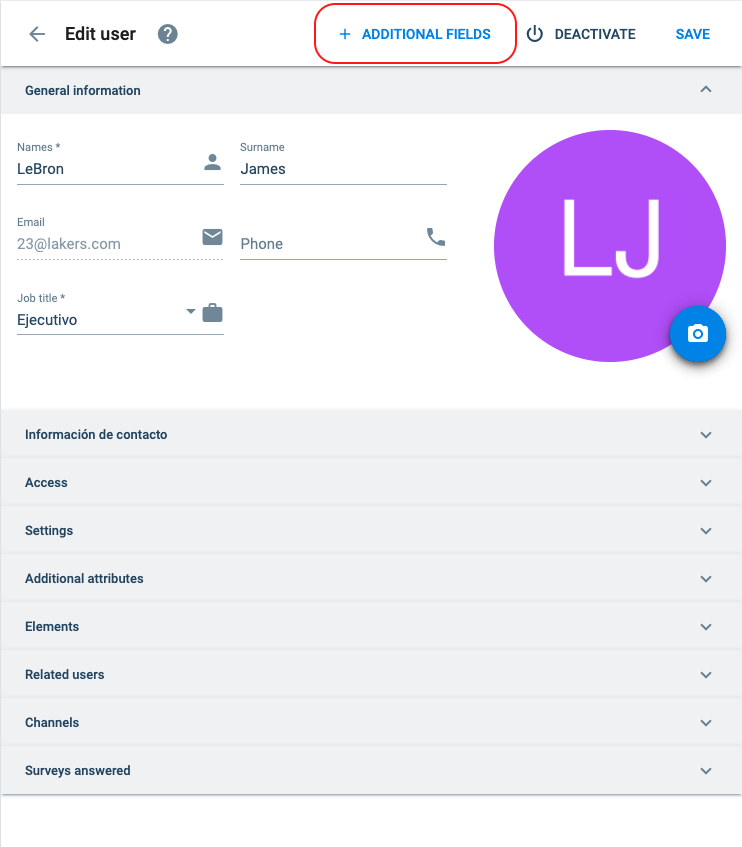 Edit user ? + ADDITIONAL FIELDS DEACTIVATE SAVE
General information
Names * Surname
LeBron James
Email
23@lakers.com Phone
Job title *
Ejecutivo
LJ
Información de contacto
Access
Settings
Additional attributes
Elements
Related users
Channels
Surveys answered